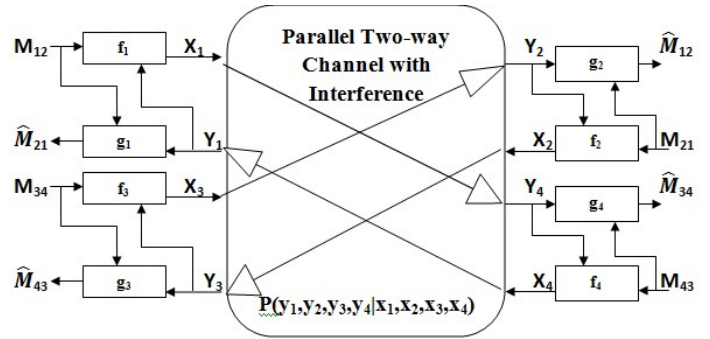 M12 f1 X1
Parallel Two-way
Channel with
Interference
Y2 g2 M̂12
M̂21 g1 Y1
X2 f2 M21
M34 f3 X3
Y4 g4 M̂34
M̂43 g3 Y3
X4 f4 M43
P(y1,y2,y3,y4|x1,x2,x3,x4)